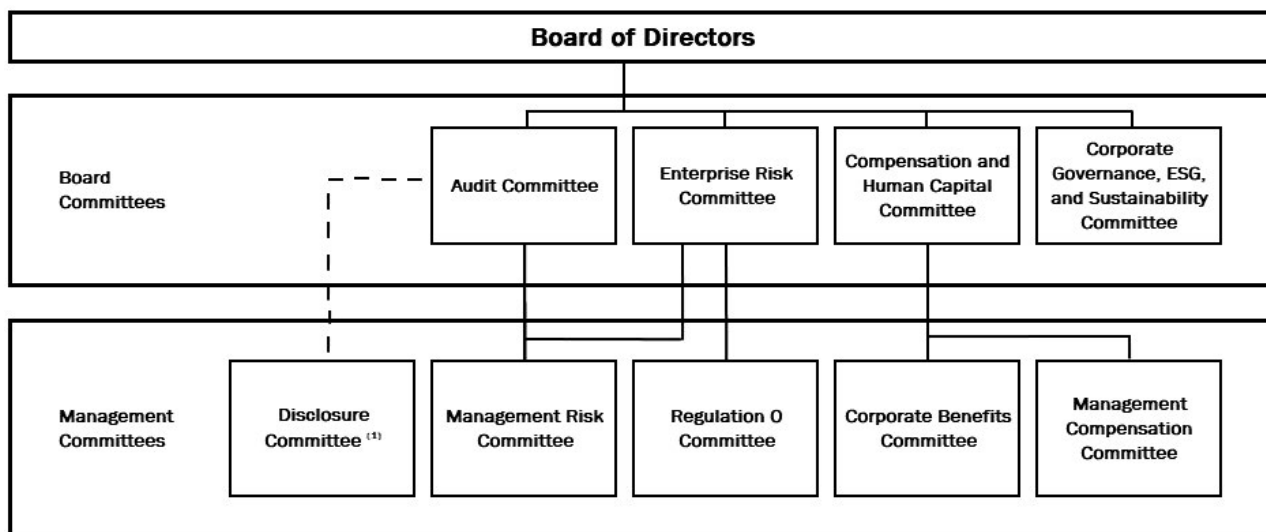 Board of Directors
Board
Committees
Audit Committee
Enterprise Risk
Committee
Compensation and
Human Capital
Committee
Corporate
Governance, ESG,
and Sustainability
Committee
Management
Committees
Disclosure
Committee (1)
Management Risk
Committee
Regulation O
Committee
Corporate Benefits
Committee
Management
Compensation
Committee